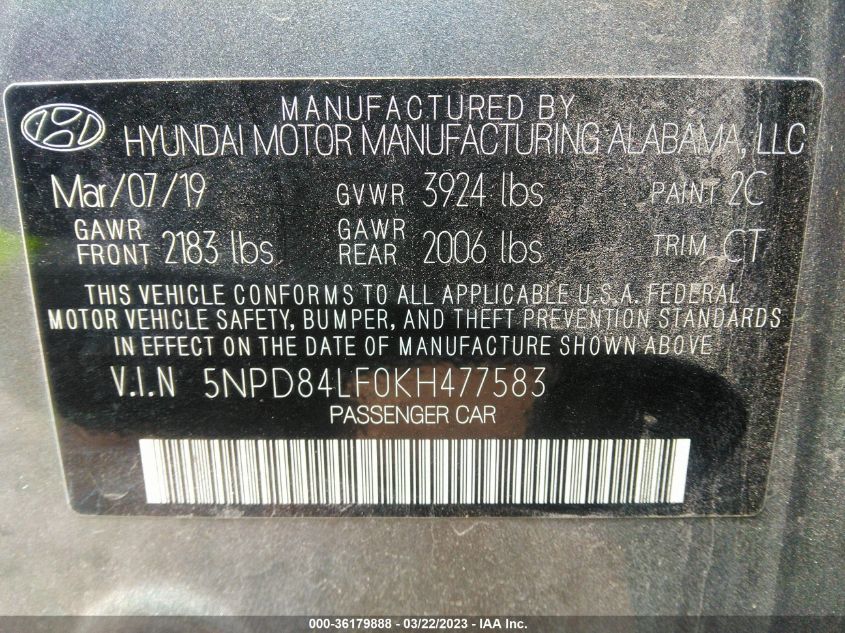 MANUFACTURED BY
HYUNDAI MOTOR MANUFACTURING ALABAMA, LLC
Mar/07/19 GVWR 3924 lbs PAINT 2C
GAWR FRONT 2183 lbs GAWR REAR 2006 lbs TRIM CT
THIS VEHICLE CONFORMS TO ALL APPLICABLE U.S.A. FEDERAL
MOTOR VEHICLE SAFETY, BUMPER, AND THEFT PREVENTION STANDARDS
IN EFFECT ON THE DATE OF MANUFACTURE SHOWN ABOVE
V.I.N 5NPD84LF0KH477583
PASSENGER CAR
000-36179888 - 03/22/2023 - IAA Inc.